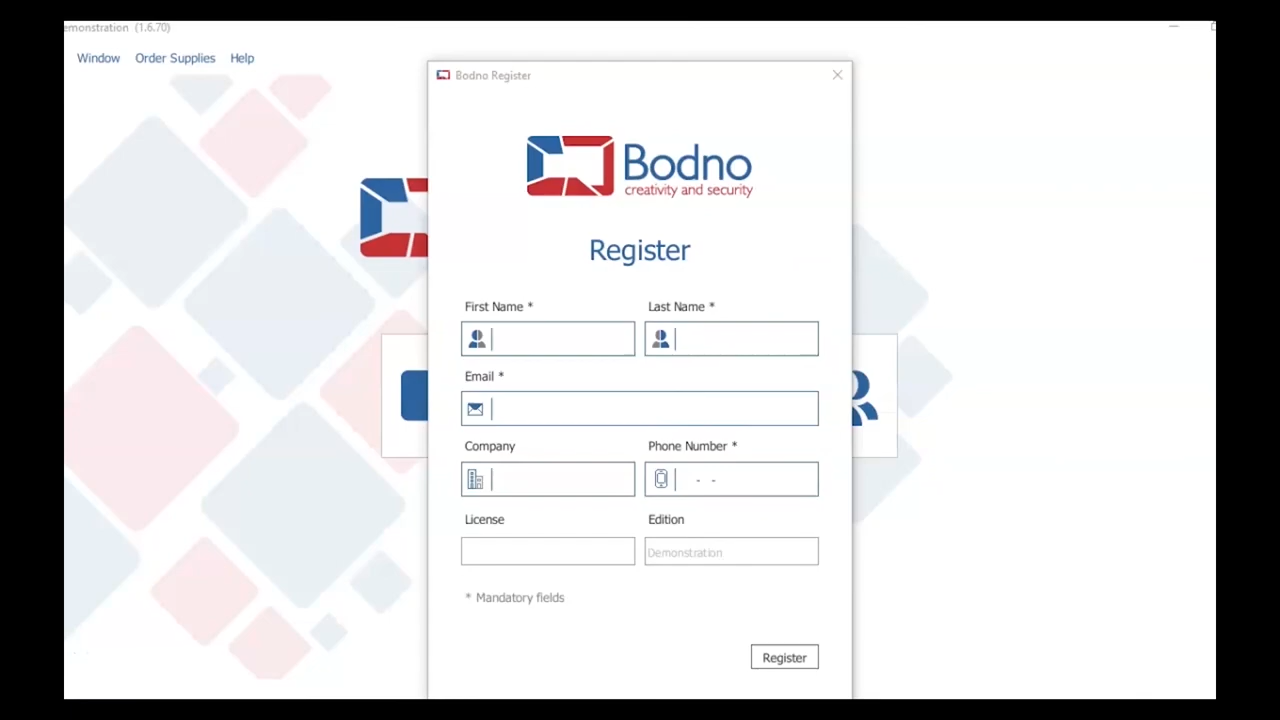 emonstration (1.6.70)
Window Order Supplies Help
Bodno Register
Bodno
creativity and security
Register
First Name * Last Name *
Email *
Company Phone Number *
- -
License Edition
Demonstration
* Mandatory fields
Register